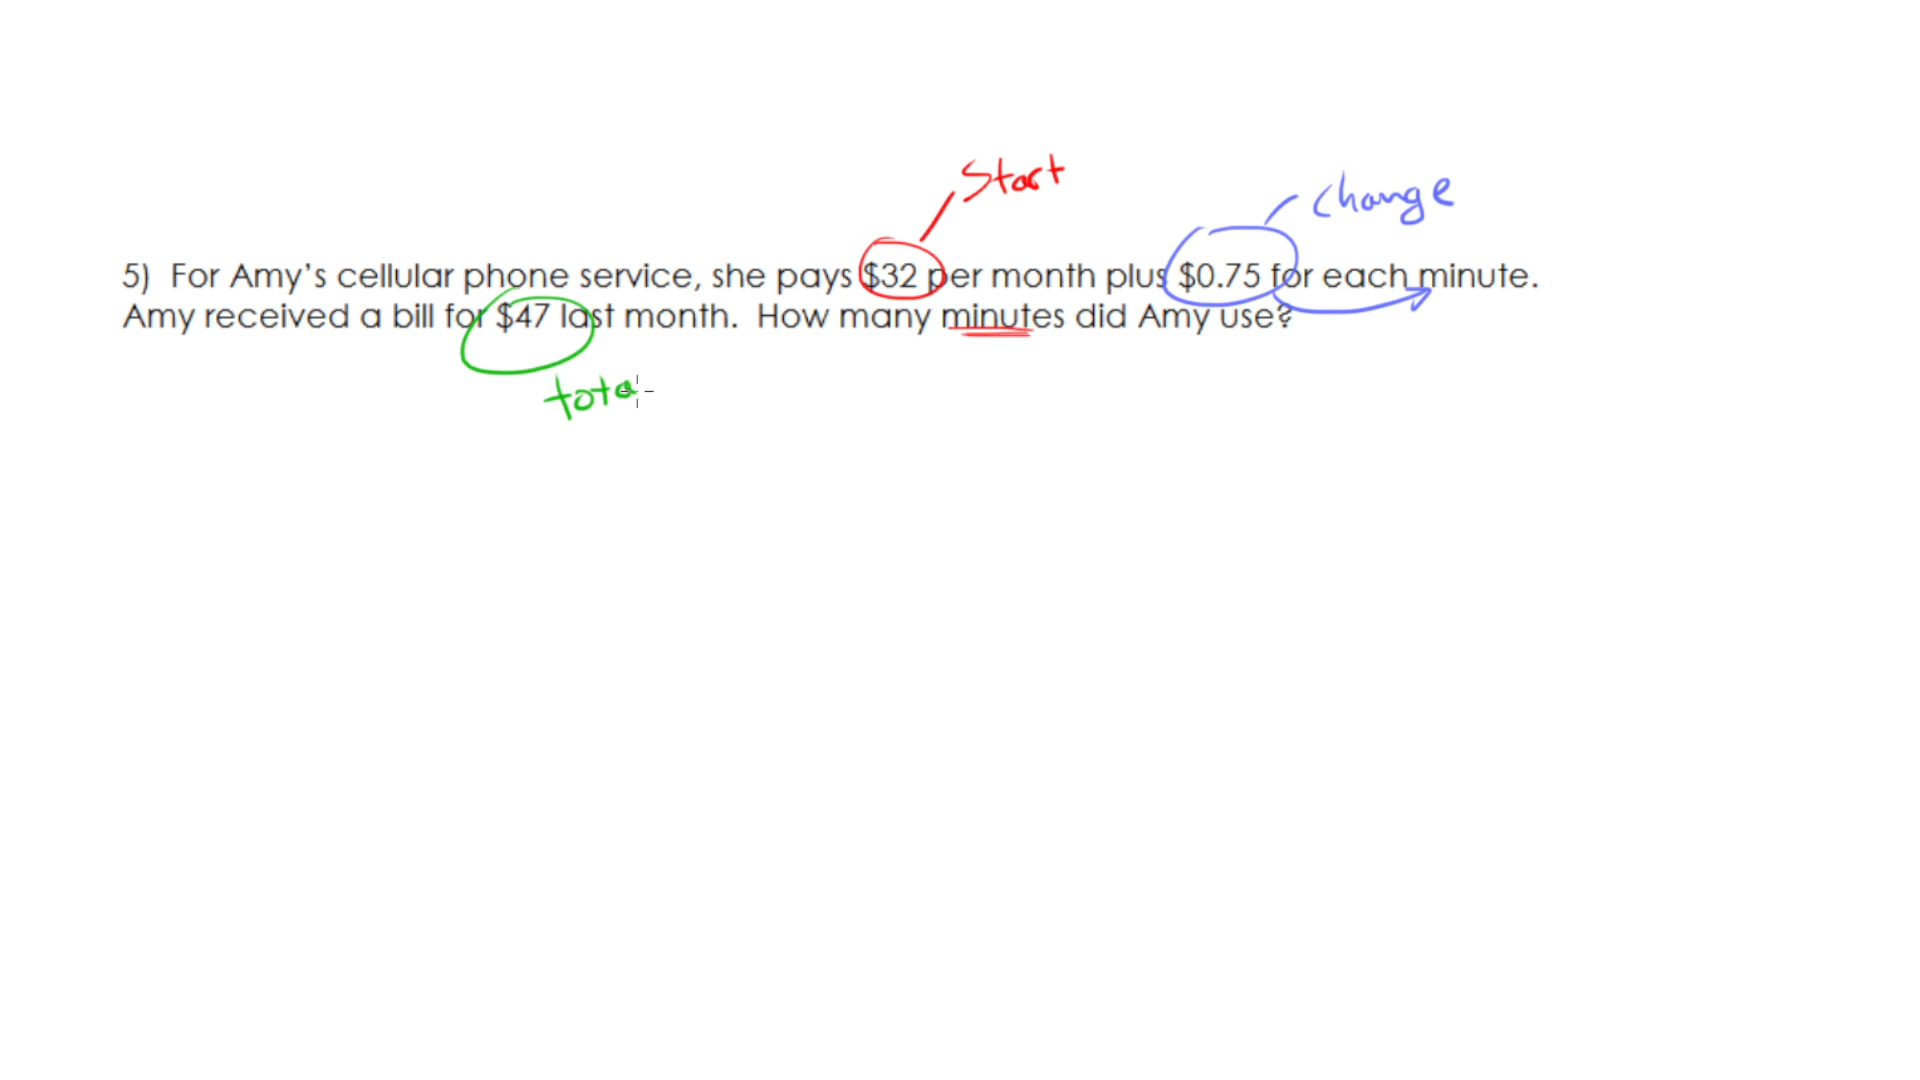 Start
change
5) For Amy's cellular phone service, she pays $32 per month plus $0.75 for each minute.
Amy received a bill for $47 last month. How many minutes did Amy use?
tota